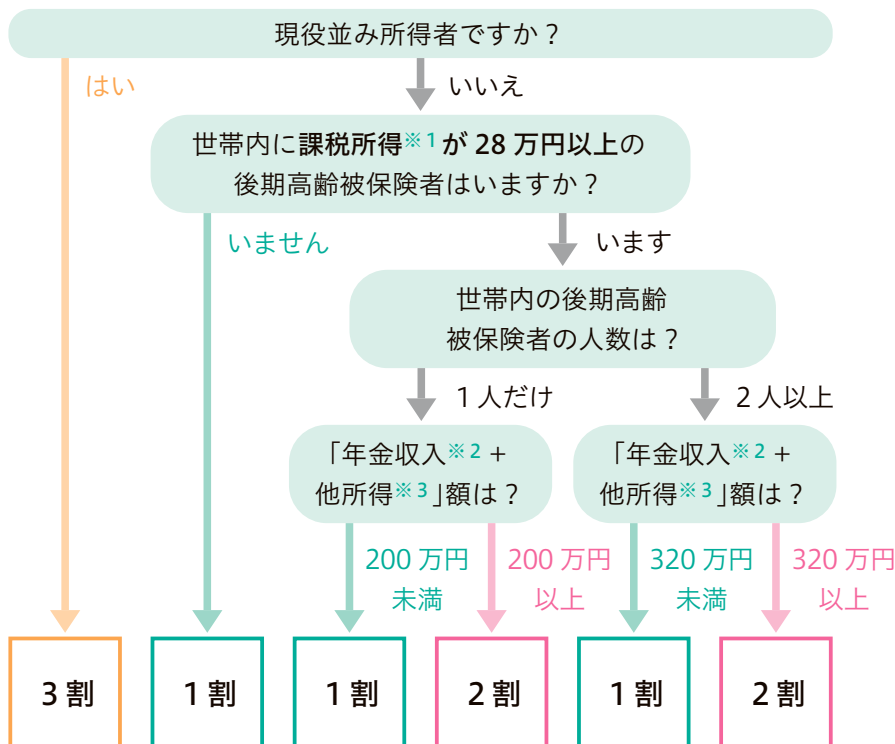 現役並み所得者ですか？
はい
いいえ
世帯内に課税所得※1が28万円以上の
後期高齢被保険者はいますか？
いません
います
世帯内の後期高齢
被保険者の人数は？
1人だけ
2人以上
「年金収入※2＋
他所得※3」額は？
「年金収入※2＋
他所得※3」額は？
200万円
未満
200万円
以上
320万円
未満
320万円
以上
3割
1割
1割
2割
1割
2割